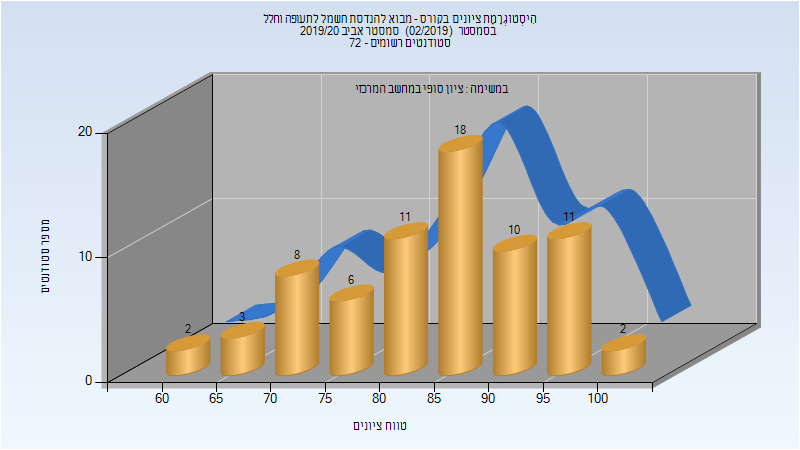 הִיסְטוֹגְרָמַת ציונים בקורס - מבוא להנדסת חשמל לתעופה וחלל
בסמסטר (02/2019) סמסטר אביב 2019/20
סטודנטים רשומים - 72
במשימה : ציון סופי במחשב המרכזי
מספר סטודנטים
20
10
0
2
3
8
6
11
18
10
11
2
60 65 70 75 80 85 90 95 100
טווח ציונים